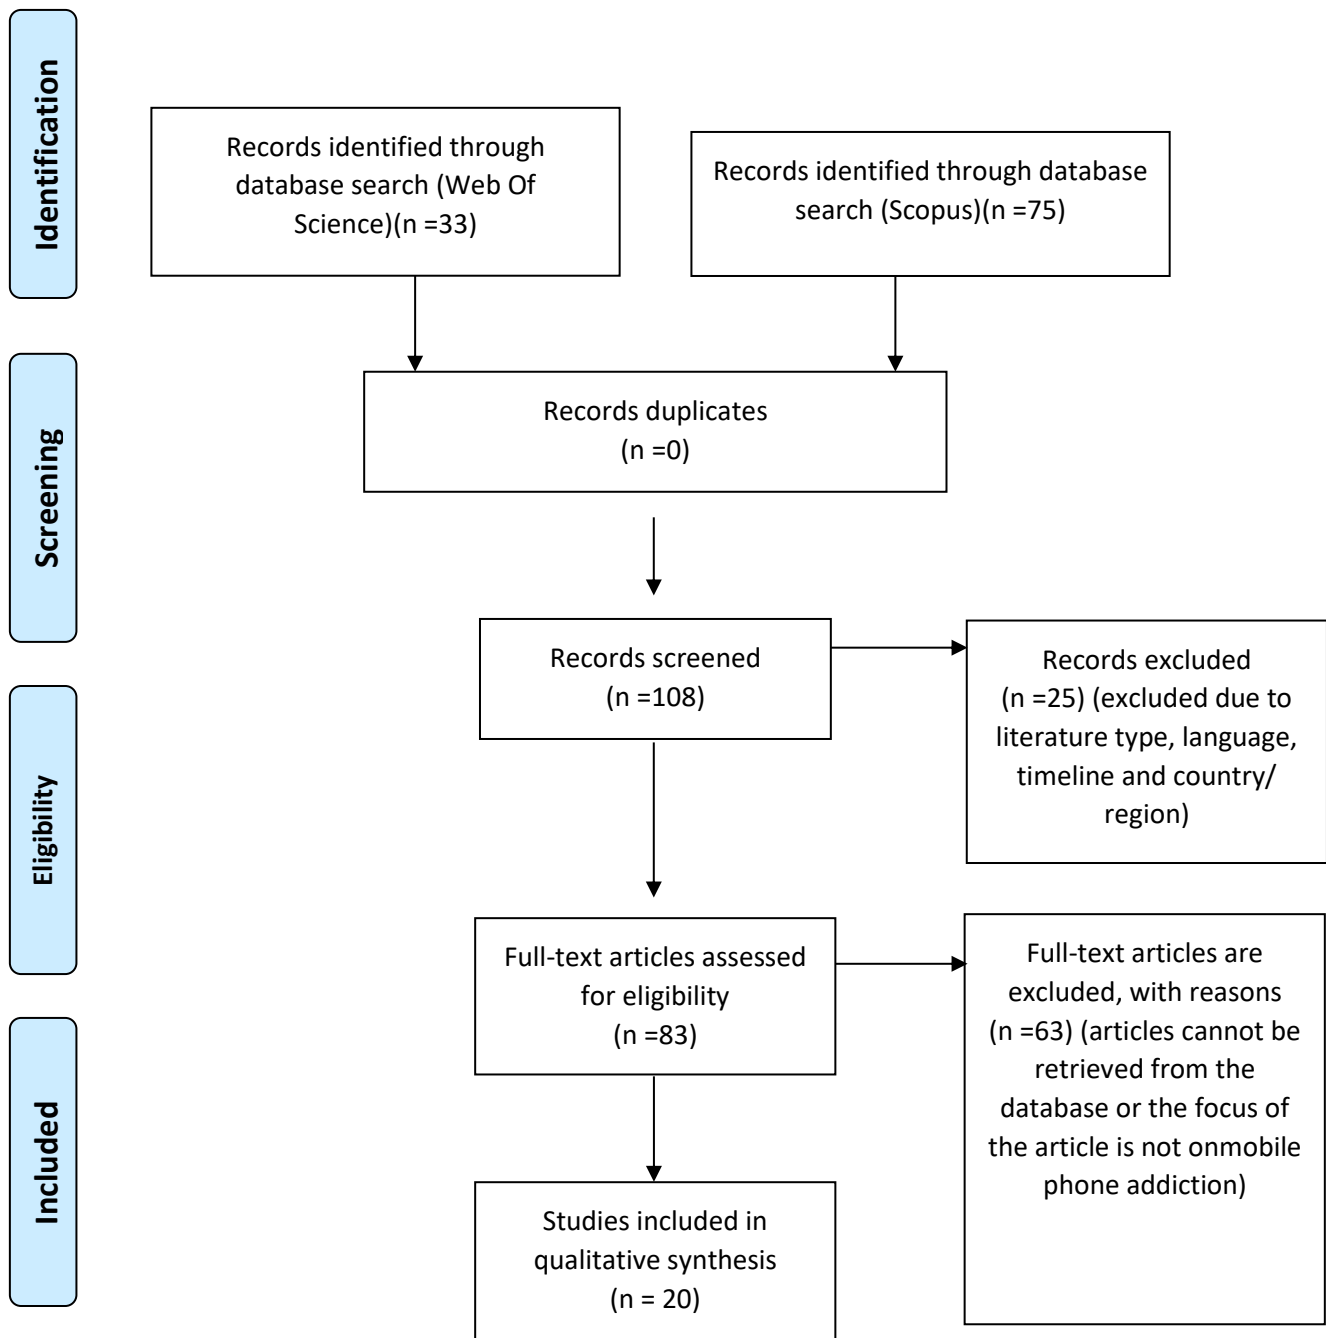 Identification
Records identified through
database search (Web Of
Science)(n =33)
Records identified through database
search (Scopus)(n =75)
Screening
Records duplicates
(n =0)
Records screened
(n =108)
Records excluded
(n =25) (excluded due to
literature type, language,
timeline and country/
region)
Eligibility
Full-text articles assessed
for eligibility
(n =83)
Full-text articles are
excluded, with reasons
(n =63) (articles cannot be
retrieved from the
database or the focus of
the article is not onmobile
phone addiction)
Included
Studies included in
qualitative synthesis
(n = 20)